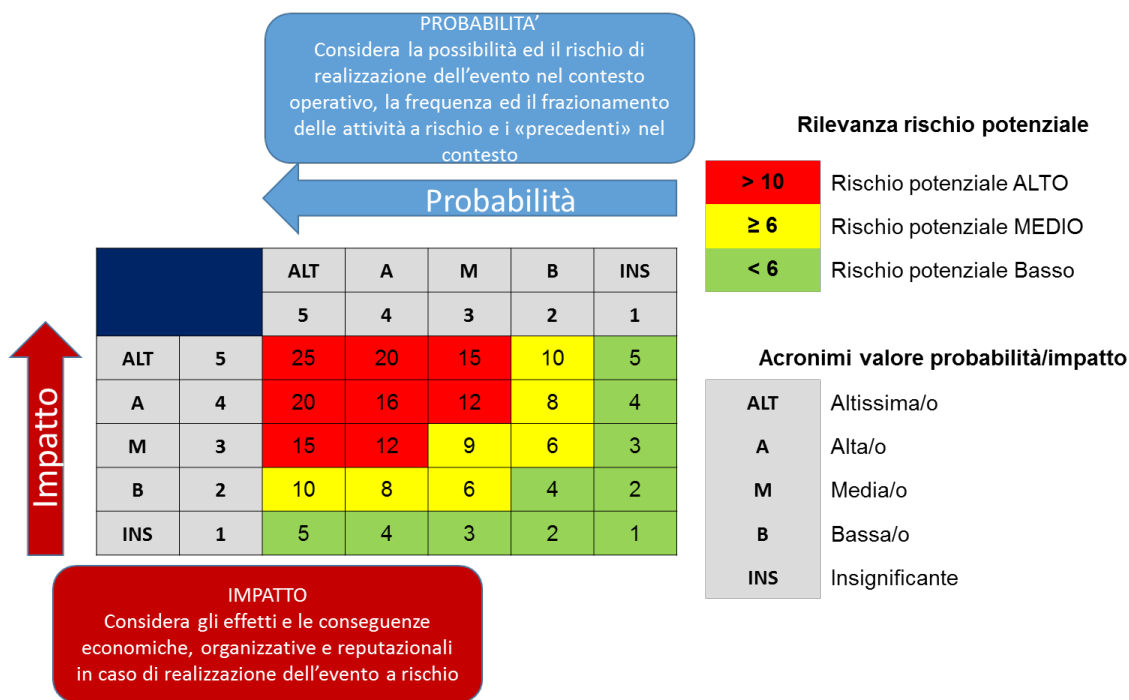 PROBABILITA’
Considera la possibilità ed il rischio di
realizzazione dell’evento nel contesto
operativo, la frequenza ed il frazionamento
delle attività a rischio e i «precedenti» nel
contesto
Probabilità
Rilevanza rischio potenziale
> 10 Rischio potenziale ALTO
≥ 6 Rischio potenziale MEDIO
< 6 Rischio potenziale Basso
ALT A M B INS
5 4 3 2 1
ALT 5 25 20 15 10 5
A 4 20 16 12 8 4
M 3 15 12 9 6 3
B 2 10 8 6 4 2
INS 1 5 4 3 2 1
Impatto
Acronimi valore probabilità/impatto
ALT Altissima/o
A Alta/o
M Media/o
B Bassa/o
INS Insignificante
IMPATTO
Considera gli effetti e le conseguenze
economiche, organizzative e reputazionali
in caso di realizzazione dell’evento a rischio